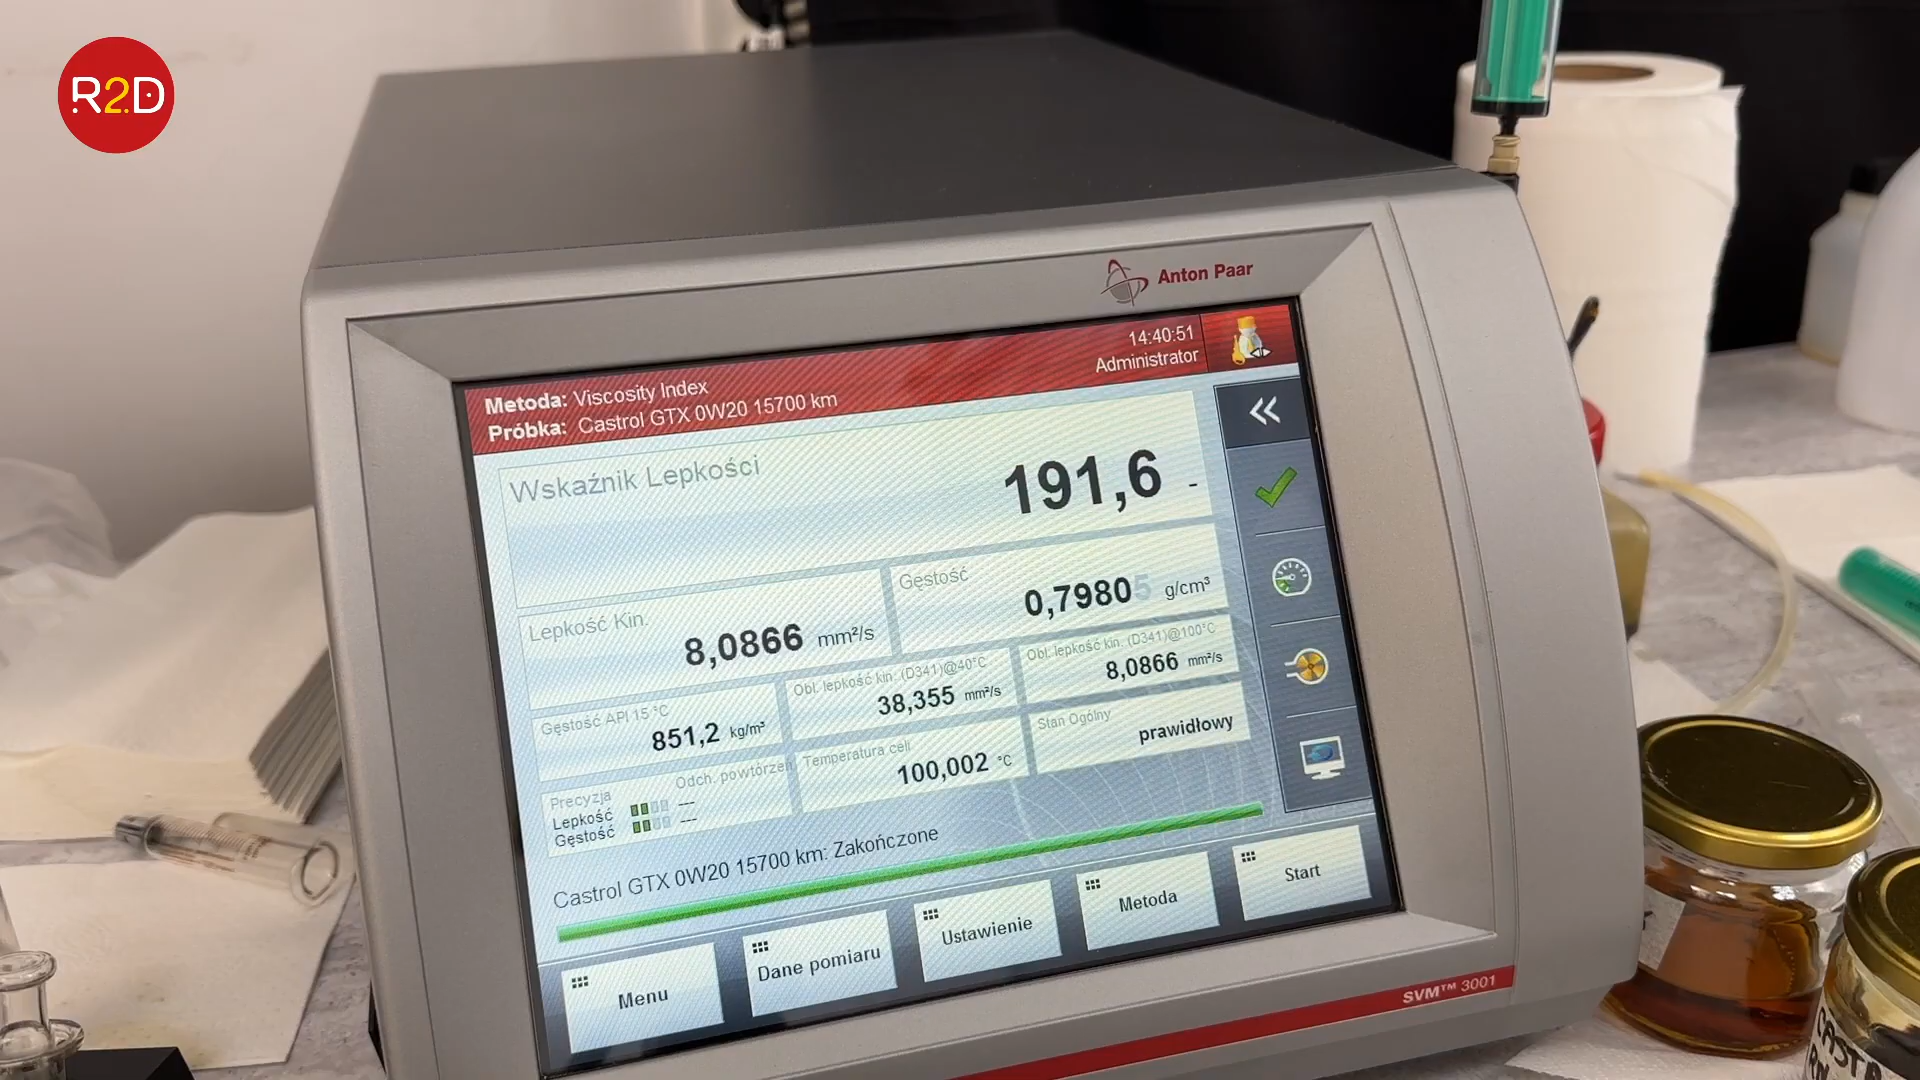 R2D
Anton Paar
14:40:51
Administrator
Metoda: Viscosity Index
Próbka: Castrol GTX 0W20 15700 km
Wskaźnik Lepkości
191,6 -
Lepkość Kin.
8,0866 mm²/s
Gęstość
0,79805 g/cm³
Gęstość API 15 °C
851,2 kg/m³
Obl. lepkość kin. (D341)@40°C
38,355 mm²/s
Obl. lepkość kin. (D341)@100°C
8,0866 mm²/s
Precyzja
Odch. powtórzeń
Lepkość ---
Gęstość ---
Temperatura celi
100,002 °C
Stan Ogólny
prawidłowy
Castrol GTX 0W20 15700 km: Zakończone
Menu
Dane pomiaru
Ustawienie
Metoda
Start
SVM™ 3001